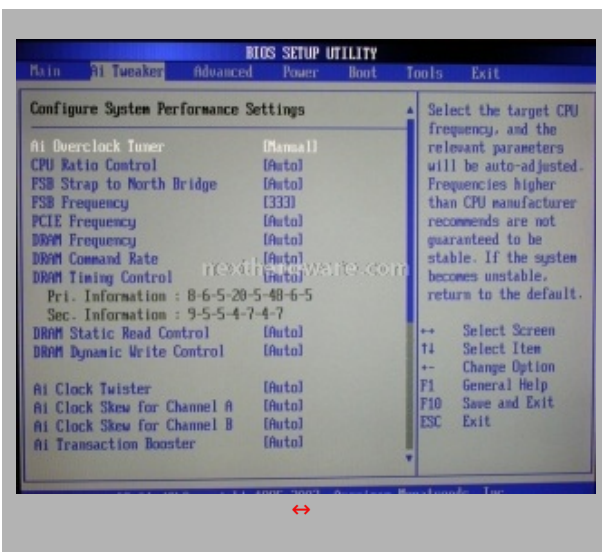 BIOS SETUP UTILITY
Main Ai Tweaker Advanced Power Boot Tools Exit
Configure System Performance Settings
Ai Overclock Tuner [Manual]
CPU Ratio Control [Auto]
FSB Strap to North Bridge [Auto]
FSB Frequency [333]
PCIE Frequency [Auto]
DRAM Frequency [Auto]
DRAM Command Rate [Auto]
DRAM Timing Control [Auto]
Pri. Information : 8-6-5-20-5-48-6-5
Sec. Information : 9-5-5-4-7-4-7
DRAM Static Read Control [Auto]
DRAM Dynamic Write Control [Auto]
Ai Clock Twister [Auto]
Ai Clock Skew for Channel A [Auto]
Ai Clock Skew for Channel B [Auto]
Ai Transaction Booster [Auto]
Select the target CPU
frequency, and the
relevant parameters
will be auto-adjusted.
Frequencies higher
than CPU manufacturer
recommends are not
guaranteed to be
stable. If the system
becomes unstable,
return to the default.
↔ Select Screen
↑↓ Select Item
+- Change Option
F1 General Help
F10 Save and Exit
ESC Exit
nexthardware.com